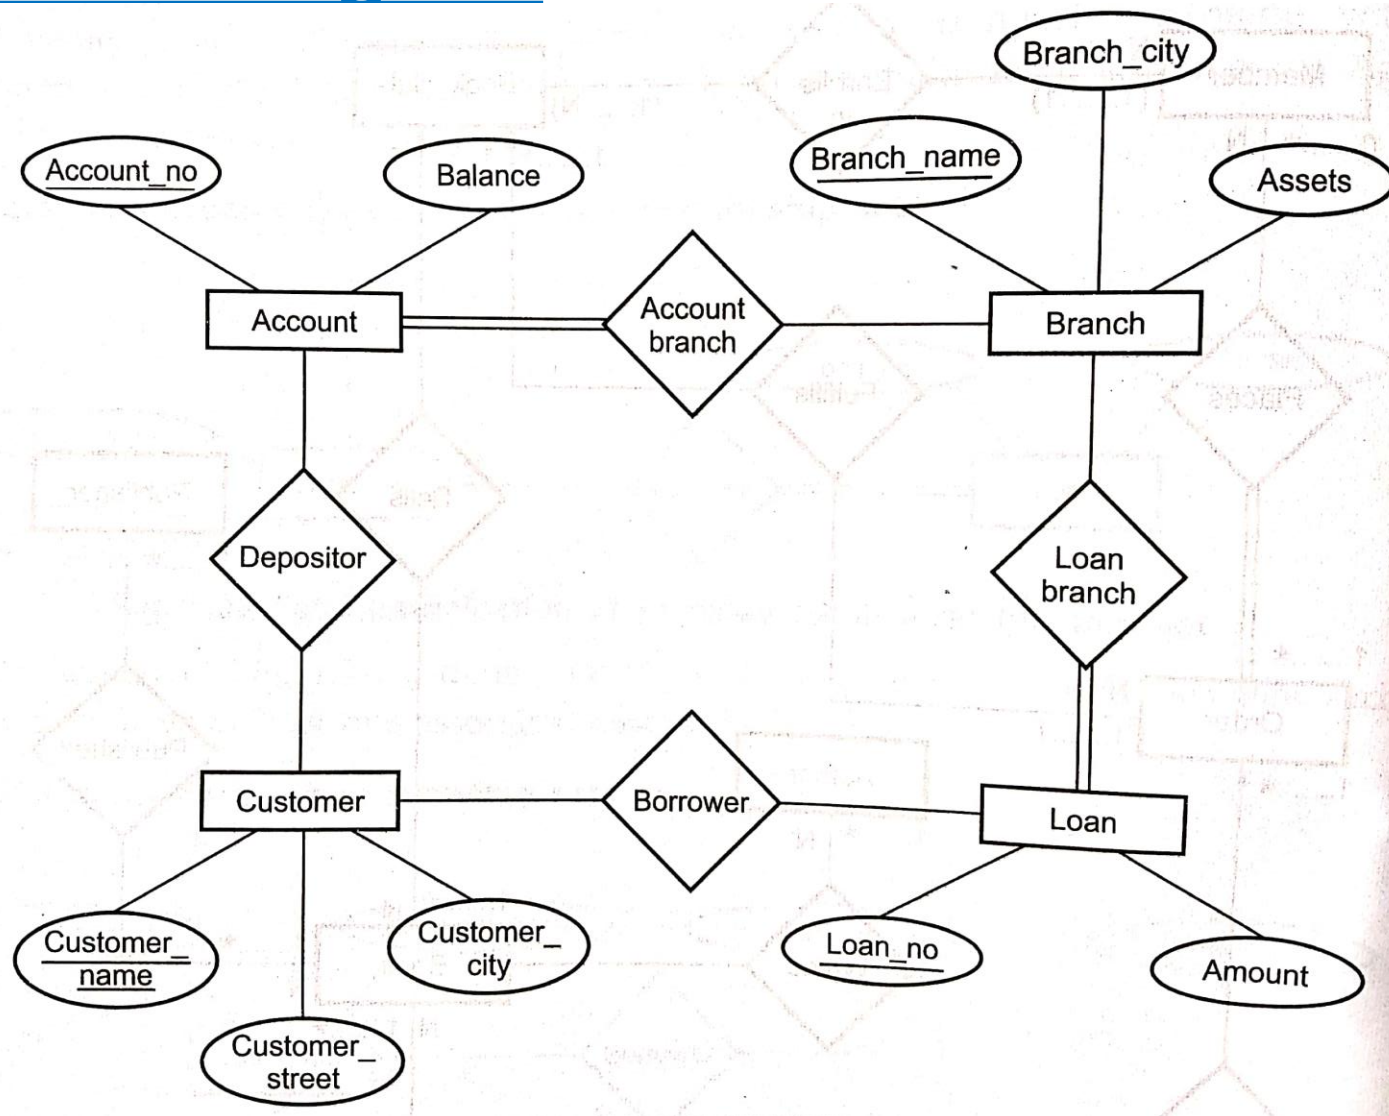 Branch_city
Account_no
Balance
Branch_name
Assets
Account
Account
branch
Branch
Depositor
Loan
branch
Customer
Borrower
Loan
Customer_
name
Customer_
city
Loan_no
Amount
Customer_
street